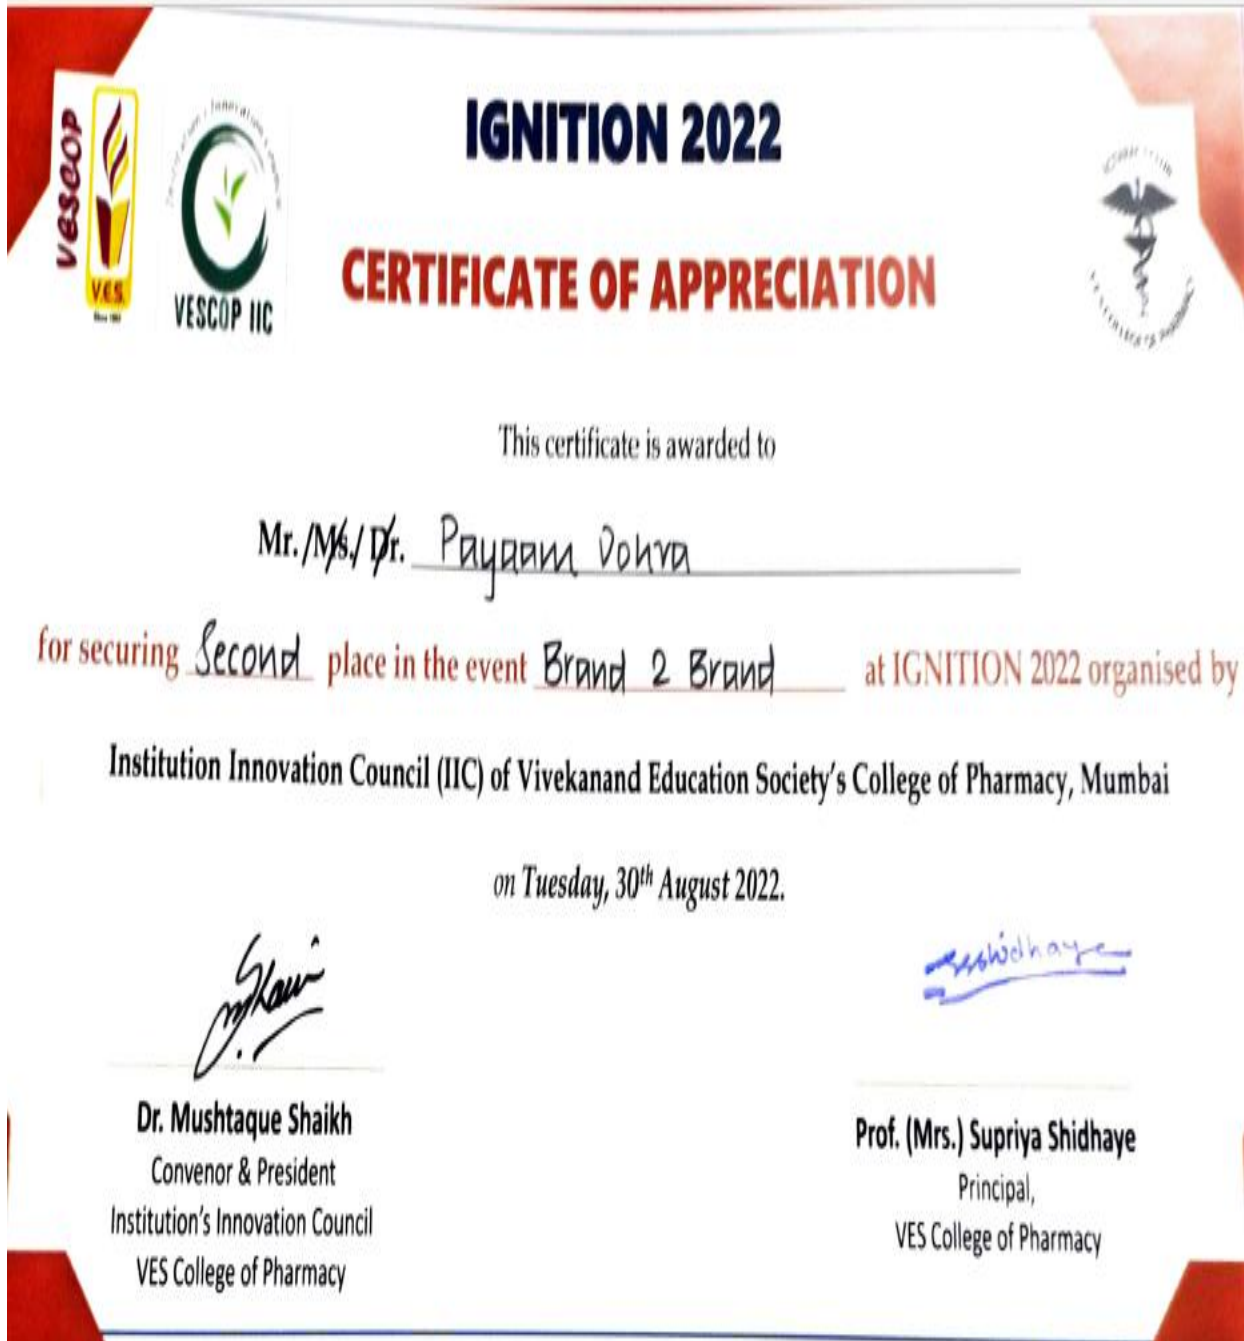 IGNITION 2022
CERTIFICATE OF APPRECIATION
vescop
V.E.S.
VESCOP IIC
This certificate is awarded to
Mr./Ms./Dr. Payaam Vohra
for securing Second place in the event Brand 2 Brand at IGNITION 2022 organised by
Institution Innovation Council (IIC) of Vivekanand Education Society's College of Pharmacy, Mumbai
on Tuesday, 30th August 2022.
Dr. Mushtaque Shaikh
Convenor & President
Institution's Innovation Council
VES College of Pharmacy
Prof. (Mrs.) Supriya Shidhaye
Principal,
VES College of Pharmacy